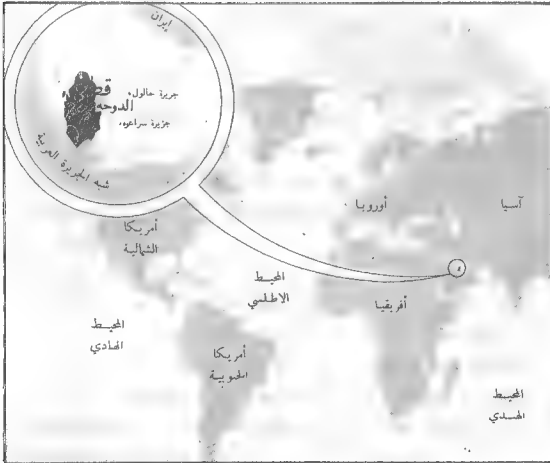 إيران
قطر
جزيرة حالول
الدوحة
جزيرة سراعوه
شبه الجزيرة العربية
آسيا
أوروبا
أمريكا
الشمالية
المحيط
الاطلسي
أفريقيا
المحيط
الهادي
أمريكا
الجنوبية
المحيط
الهندي